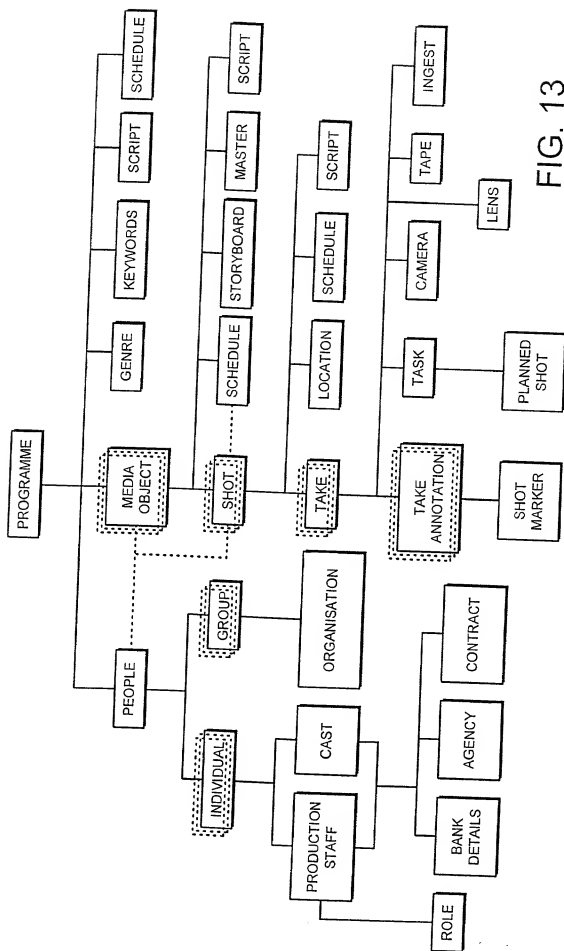 PROGRAMME
PEOPLE
MEDIA
OBJECT
GENRE
KEYWORDS
SCRIPT
SCHEDULE
INDIVIDUAL
GROUP
SHOT
SCHEDULE
STORYBOARD
MASTER
SCRIPT
PRODUCTION
STAFF
CAST
ORGANISATION
TAKE
LOCATION
SCHEDULE
SCRIPT
ROLE
BANK
DETAILS
AGENCY
CONTRACT
TAKE
ANNOTATION
TASK
CAMERA
LENS
TAPE
INGEST
SHOT
MARKER
PLANNED
SHOT
FIG. 13